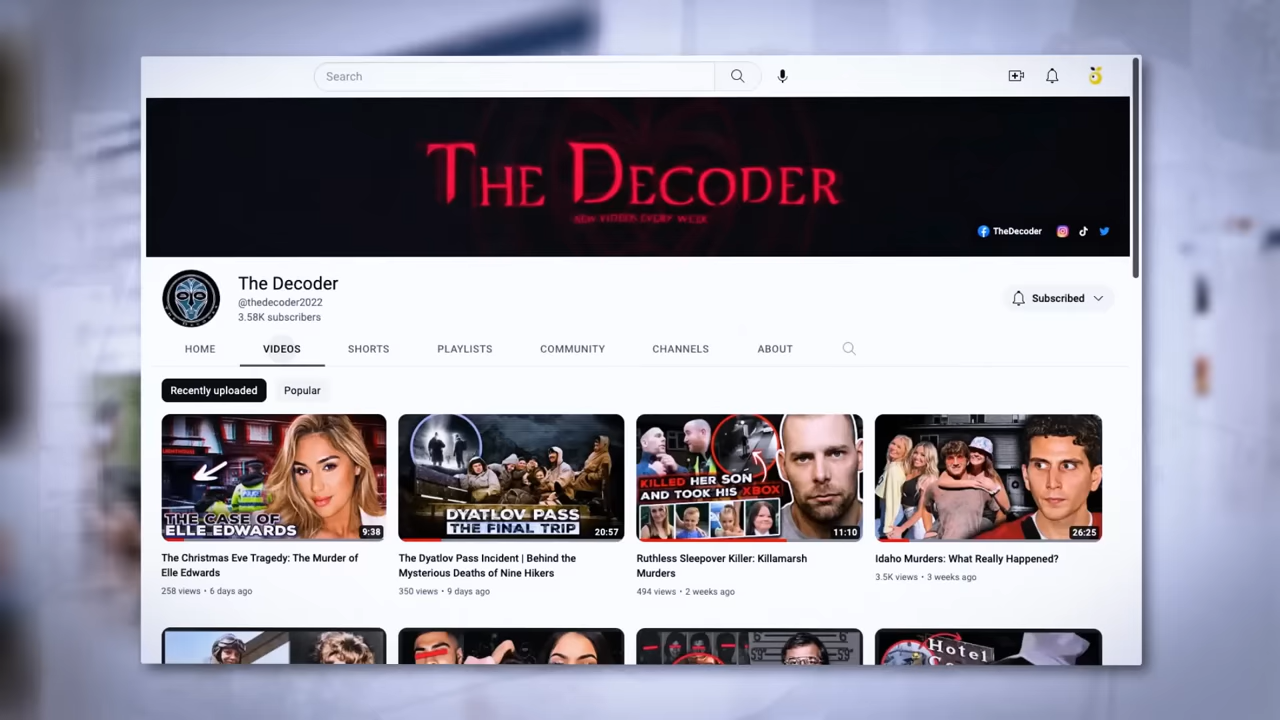 Search
THE DECODER
NEW VIDEOS EVERY WEEK
TheDecoder
The Decoder
@thedecoder2022
3.58K subscribers
Subscribed
HOME
VIDEOS
SHORTS
PLAYLISTS
COMMUNITY
CHANNELS
ABOUT
Recently uploaded
Popular
THE CASE OF
ELLE EDWARDS
9:38
DYATLOV PASS
THE FINAL TRIP
20:57
KILLED HER SON
AND TOOK HIS XBOX
11:10
26:25
The Christmas Eve Tragedy: The Murder of
Elle Edwards
258 views • 6 days ago
The Dyatlov Pass Incident | Behind the
Mysterious Deaths of Nine Hikers
350 views • 9 days ago
Ruthless Sleepover Killer: Killamarsh
Murders
494 views • 2 weeks ago
Idaho Murders: What Really Happened?
3.5K views • 3 weeks ago
Hotel